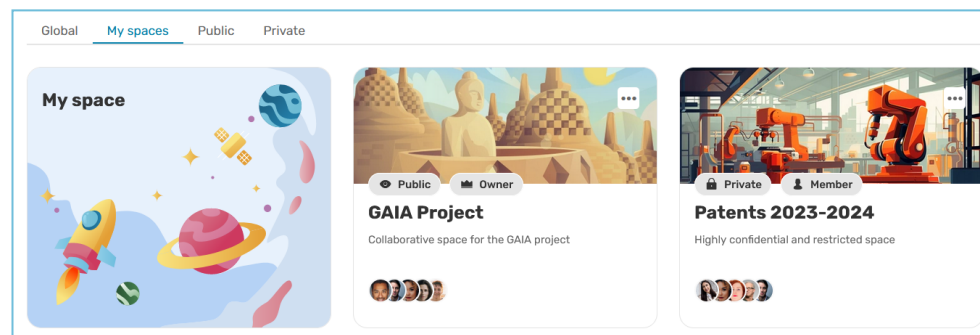 Global My spaces Public Private
My space
Public Owner
GAIA Project
Collaborative space for the GAIA project
Private Member
Patents 2023-2024
Highly confidential and restricted space